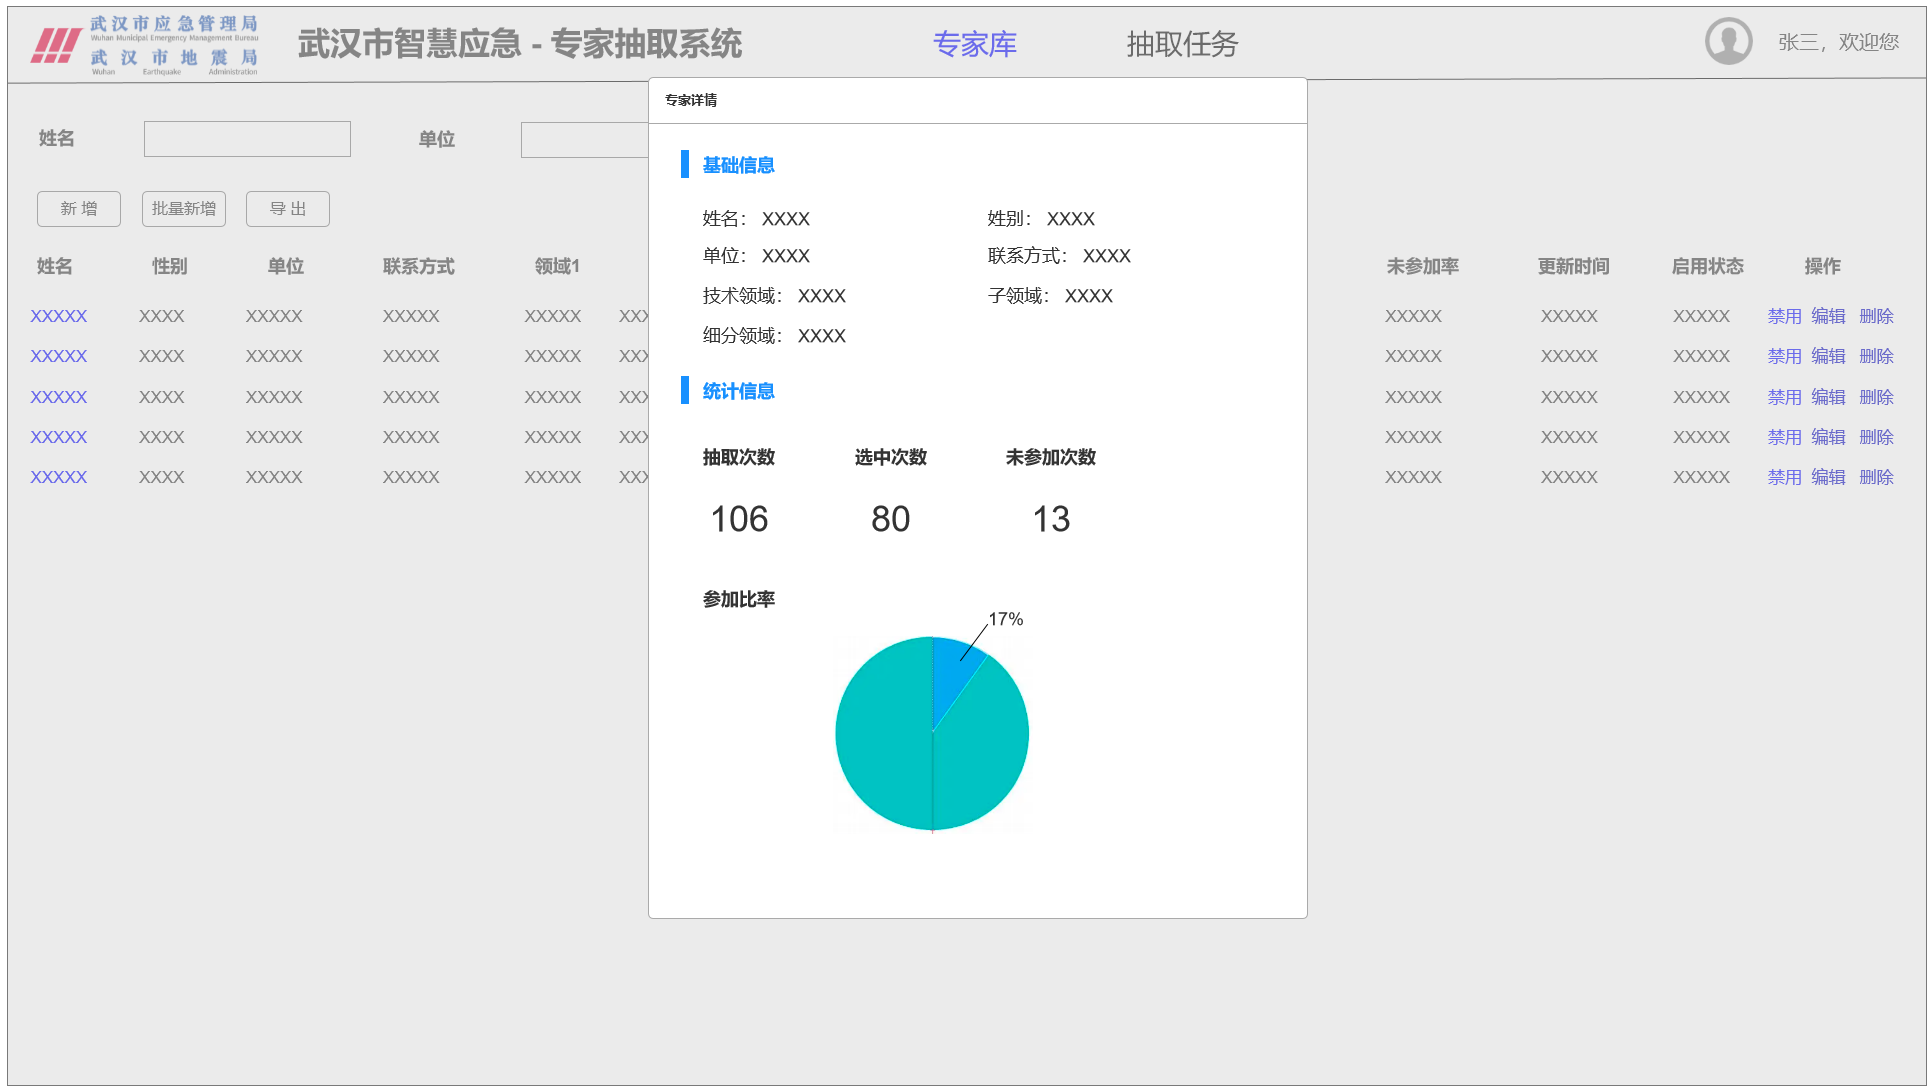 武汉市应急管理局
Wuhan Municipal Emergency Management Bureau
武汉市地震局
Wuhan Earthquake Administration
武汉市智慧应急 - 专家抽取系统
专家库
抽取任务
张三，欢迎您
专家详情
姓名
单位
新 增
批量新增
导 出
姓名 性别 单位 联系方式 领域1 未参加率 更新时间 启用状态 操作
XXXXX XXXX XXXXX XXXXX XXXXX XXX XXXXX XXXXX XXXXX 禁用 编辑 删除
XXXXX XXXX XXXXX XXXXX XXXXX XXX XXXXX XXXXX XXXXX 禁用 编辑 删除
XXXXX XXXX XXXXX XXXXX XXXXX XXX XXXXX XXXXX XXXXX 禁用 编辑 删除
XXXXX XXXX XXXXX XXXXX XXXXX XXX XXXXX XXXXX XXXXX 禁用 编辑 删除
XXXXX XXXX XXXXX XXXXX XXXXX XXX XXXXX XXXXX XXXXX 禁用 编辑 删除
基础信息
姓名： XXXX
姓别： XXXX
单位： XXXX
联系方式： XXXX
技术领域： XXXX
子领域： XXXX
细分领域： XXXX
统计信息
抽取次数 选中次数 未参加次数
106 80 13
参加比率
17%